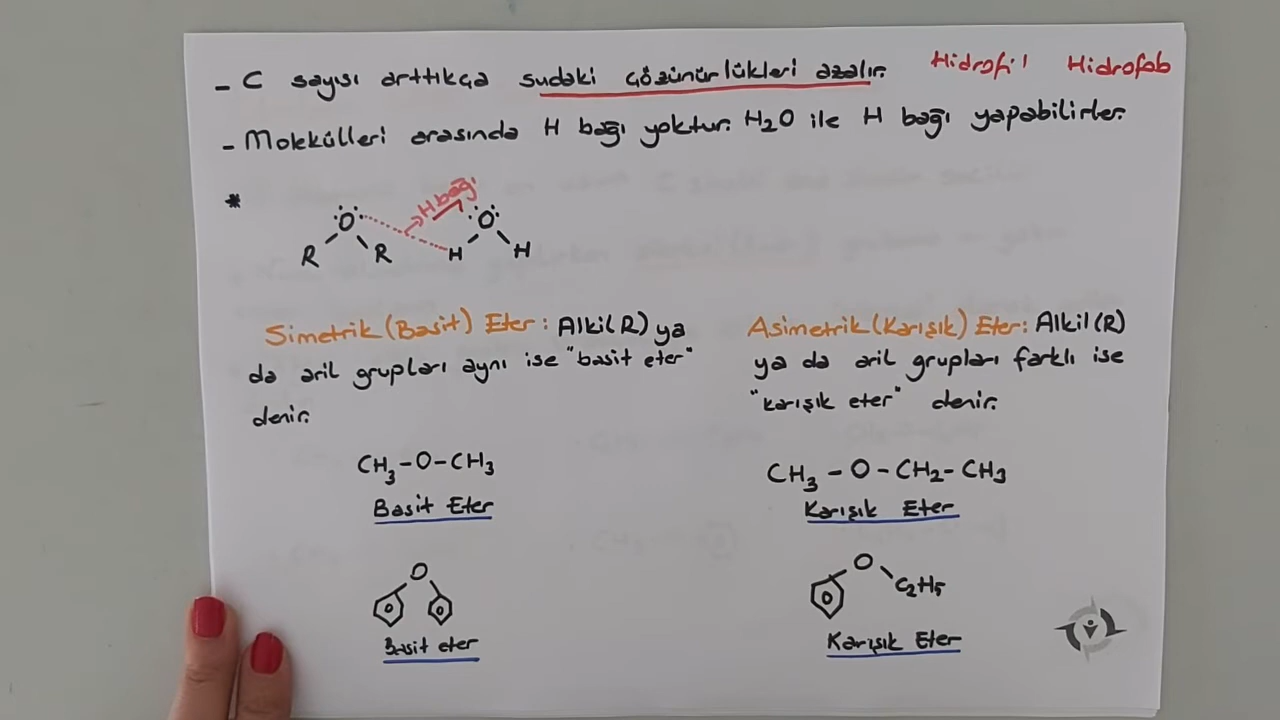 - C sayısı arttıkça sudaki çözünürlükleri azalır. Hidrofil Hidrofob
- Molekülleri arasında H bağı yoktur. H2O ile H bağı yapabilirler.
*
H bağı
O O
R R H H
Simetrik (Basit) Eter: Alkil(R) ya
da aril grupları aynı ise "basit eter"
denir.
CH3-O-CH3
Basit Eter
O
Basit eter
Asimetrik (Karışık) Eter: Alkil(R)
ya da aril grupları farklı ise
"karışık eter" denir.
CH3-O-CH2-CH3
Karışık Eter
O
C2H5
Karışık Eter